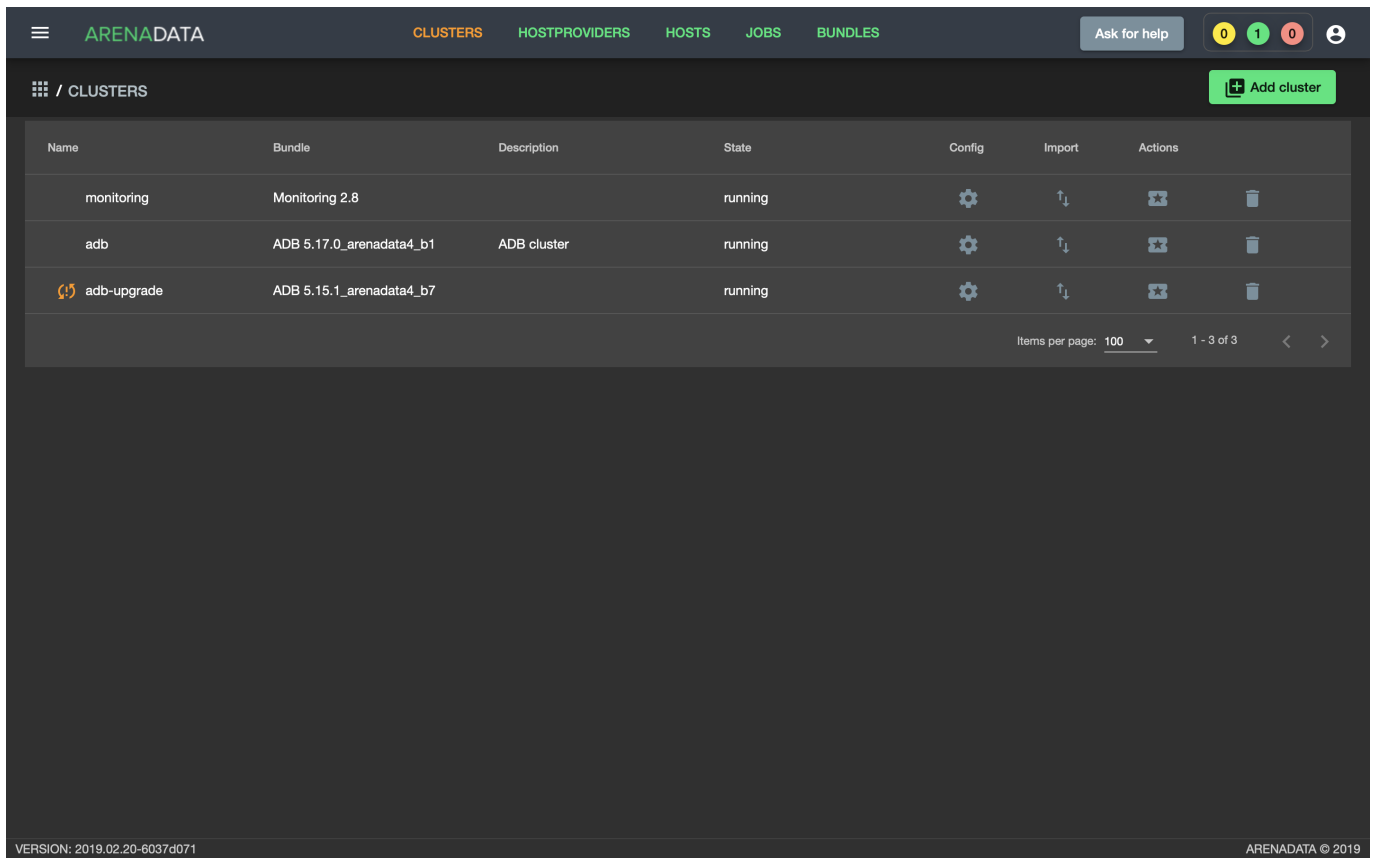 ARENADATA CLUSTERS HOSTPROVIDERS HOSTS JOBS BUNDLES Ask for help 0 1 0
/ CLUSTERS Add cluster
Name Bundle Description State Config Import Actions
monitoring Monitoring 2.8 running
adb ADB 5.17.0_arenadata4_b1 ADB cluster running
adb-upgrade ADB 5.15.1_arenadata4_b7 running
Items per page: 100 1 - 3 of 3
VERSION: 2019.02.20-6037d071 ARENADATA © 2019